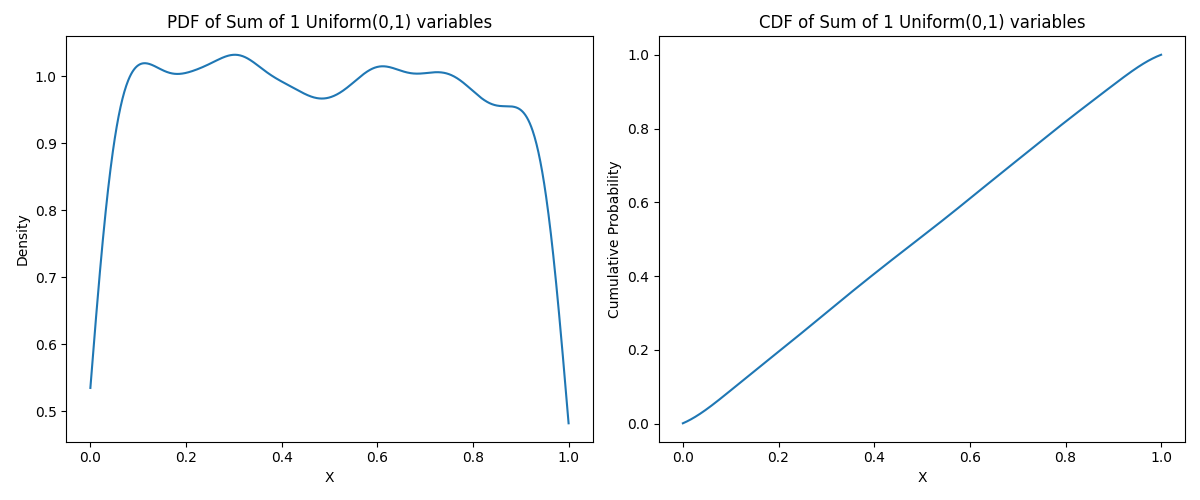 PDF of Sum of 1 Uniform(0,1) variables
1.0
0.9
0.8
0.7
0.6
0.5
Density
0.0 0.2 0.4 0.6 0.8 1.0
X
CDF of Sum of 1 Uniform(0,1) variables
1.0
0.8
0.6
0.4
0.2
0.0
Cumulative Probability
0.0 0.2 0.4 0.6 0.8 1.0
X